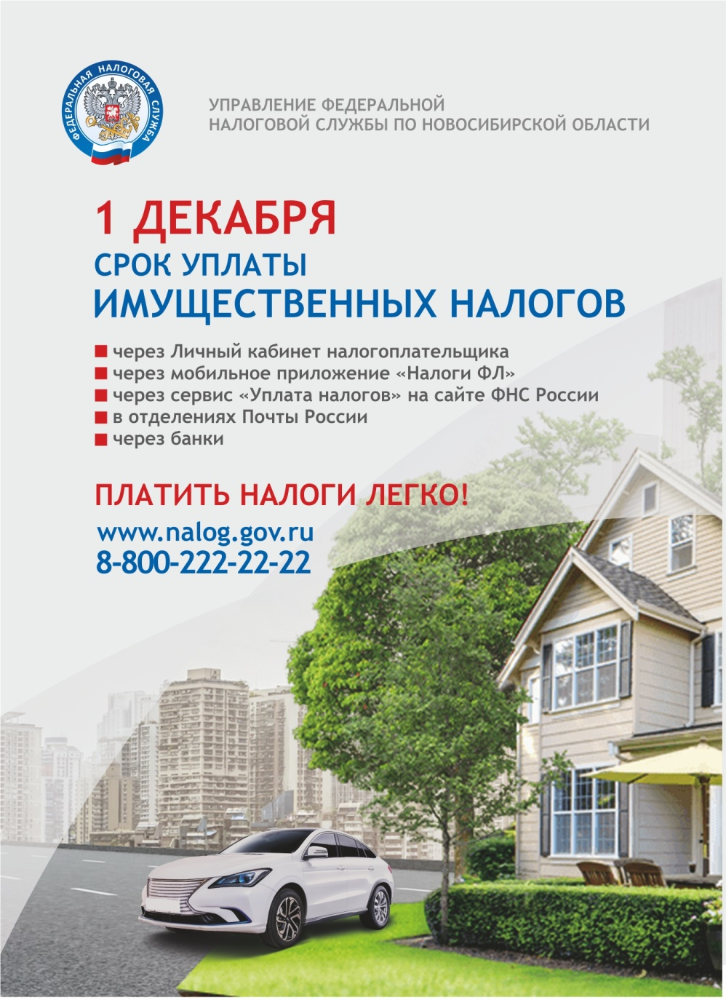 ФЕДЕРАЛЬНАЯ НАЛОГОВАЯ СЛУЖБА
УПРАВЛЕНИЕ ФЕДЕРАЛЬНОЙ
НАЛОГОВОЙ СЛУЖБЫ ПО НОВОСИБИРСКОЙ ОБЛАСТИ
1 ДЕКАБРЯ
СРОК УПЛАТЫ
ИМУЩЕСТВЕННЫХ НАЛОГОВ
через Личный кабинет налогоплательщика
через мобильное приложение «Налоги ФЛ»
через сервис «Уплата налогов» на сайте ФНС России
в отделениях Почты России
через банки
ПЛАТИТЬ НАЛОГИ ЛЕГКО!
www.nalog.gov.ru
8-800-222-22-22